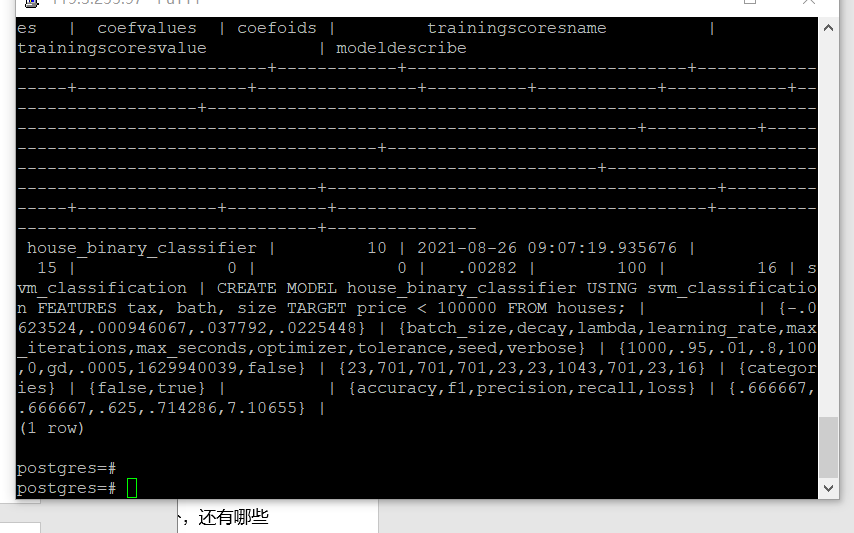 es   |  coefvalues  | coefoids |         trainingscoresname          |
trainingscoresvalue           | modeldescribe
-------------------------+------------+----------------------------+------------
-----+-----------------+----------------+----------+------------+------------+--
------------------+-------------------------------------------------------------
--------------------------------------------------------------+-----------+-----
------------------------------------+-------------------------------------------
----------------------------------------------------------+---------------------
------------------------------+---------------------------------------+---------
-----+--------------+----------+-------------------------------------+----------
------------------------------+---------------
 house_binary_classifier |         10 | 2021-08-26 09:07:19.935676 |
  15 |               0 |              0 |   .00282 |        100 |         16 | s
vm_classification | CREATE MODEL house_binary_classifier USING svm_classificatio
n FEATURES tax, bath, size TARGET price < 100000 FROM houses; |           | {-.0
623524,.000946067,.037792,.0225448} | {batch_size,decay,lambda,learning_rate,max
_iterations,max_seconds,optimizer,tolerance,seed,verbose} | {1000,.95,.01,.8,100
,0,gd,.0005,1629940039,false} | {23,701,701,701,23,23,1043,701,23,16} | {categor
ies} | {false,true} |          | {accuracy,f1,precision,recall,loss} | {.666667,
.666667,.625,.714286,7.10655} |
(1 row)
postgres=#
postgres=#
，还有哪些